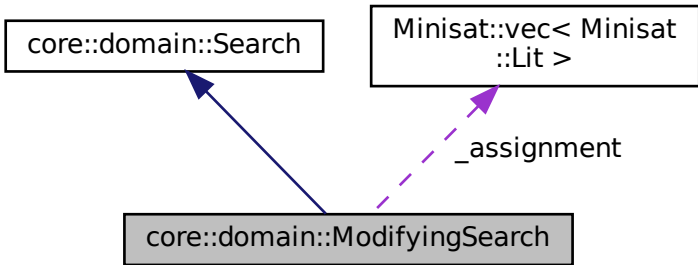 core::domain::Search
Minisat::vec< Minisat
::Lit >
_assignment
core::domain::ModifyingSearch